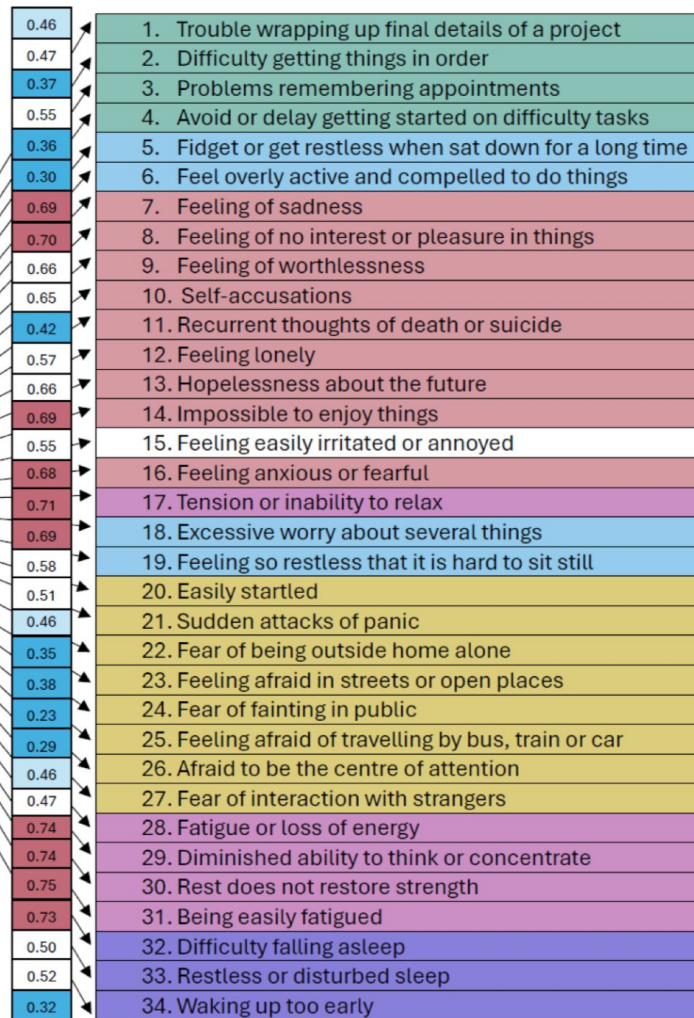 0.46 1. Trouble wrapping up final details of a project
0.47 2. Difficulty getting things in order
0.37 3. Problems remembering appointments
0.55 4. Avoid or delay getting started on difficulty tasks
0.36 5. Fidget or get restless when sat down for a long time
0.30 6. Feel overly active and compelled to do things
0.69 7. Feeling of sadness
0.70 8. Feeling of no interest or pleasure in things
0.66 9. Feeling of worthlessness
0.65 10. Self-accusations
0.42 11. Recurrent thoughts of death or suicide
0.57 12. Feeling lonely
0.66 13. Hopelessness about the future
0.69 14. Impossible to enjoy things
0.55 15. Feeling easily irritated or annoyed
0.68 16. Feeling anxious or fearful
0.71 17. Tension or inability to relax
0.69 18. Excessive worry about several things
0.58 19. Feeling so restless that it is hard to sit still
0.51 20. Easily startled
0.46 21. Sudden attacks of panic
0.35 22. Fear of being outside home alone
0.38 23. Feeling afraid in streets or open places
0.23 24. Fear of fainting in public
0.29 25. Feeling afraid of travelling by bus, train or car
0.46 26. Afraid to be the centre of attention
0.47 27. Fear of interaction with strangers
0.74 28. Fatigue or loss of energy
0.74 29. Diminished ability to think or concentrate
0.75 30. Rest does not restore strength
0.73 31. Being easily fatigued
0.50 32. Difficulty falling asleep
0.52 33. Restless or disturbed sleep
0.32 34. Waking up too early